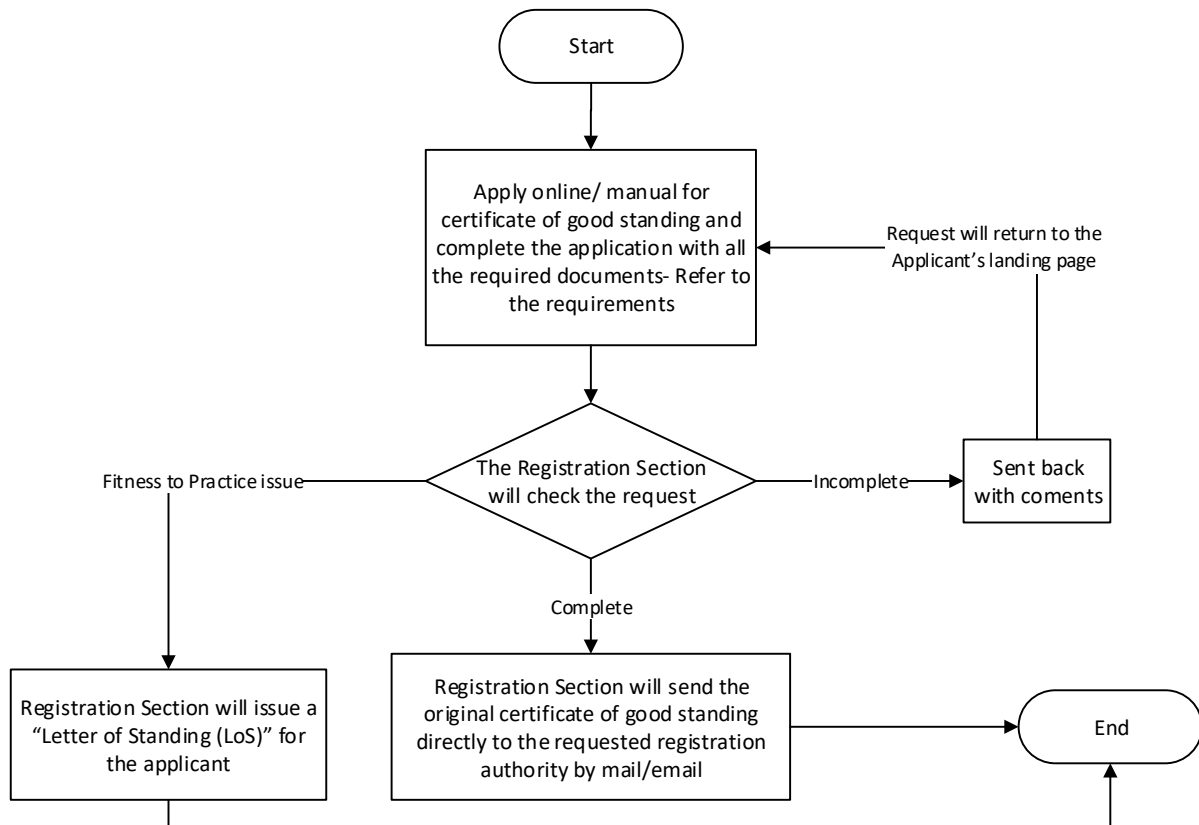 Start
Apply online/ manual for
certificate of good standing and
complete the application with all
the required documents- Refer to
the requirements
Request will return to the
Applicant’s landing page
The Registration Section
will check the request
Fitness to Practice issue
Incomplete
Sent back
with coments
Complete
Registration Section will issue a
“Letter of Standing (LoS)” for
the applicant
Registration Section will send the
original certificate of good standing
directly to the requested registration
authority by mail/email
End